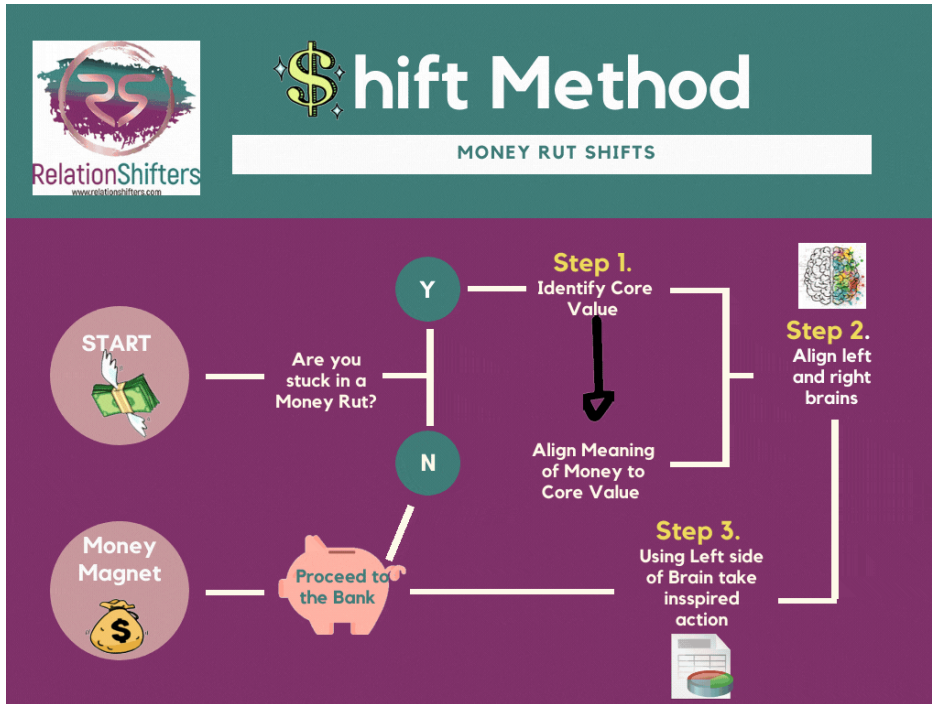 $hift Method
MONEY RUT SHIFTS
RS
RelationShifters
www.relationshifters.com
START
Are you
stuck in a
Money Rut?
Y
N
Step 1.
Identify Core
Value
Align Meaning
of Money to
Core Value
Step 2.
Align left
and right
brains
Step 3.
Using Left side
of Brain take
insspired
action
Proceed to
the Bank
Money
Magnet
$